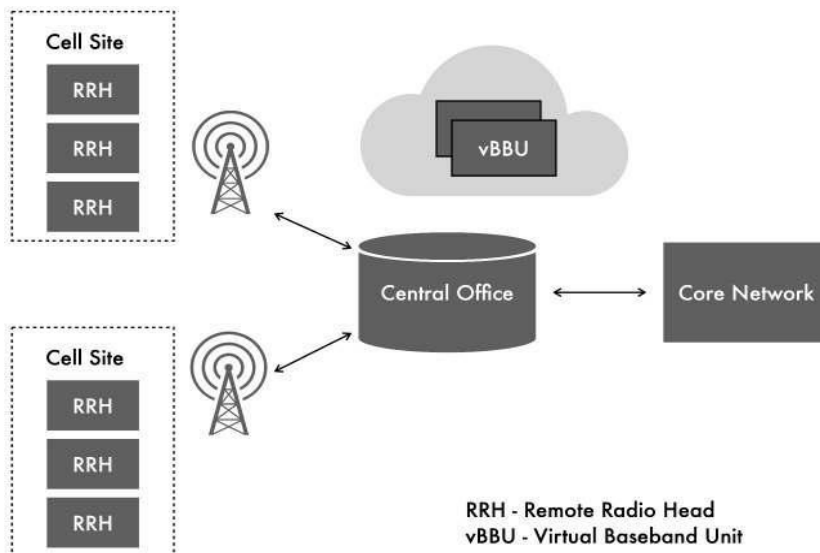 Cell Site
RRH
RRH
RRH
vBBU
Central Office
Core Network
Cell Site
RRH
RRH
RRH
RRH - Remote Radio Head
vBBU - Virtual Baseband Unit